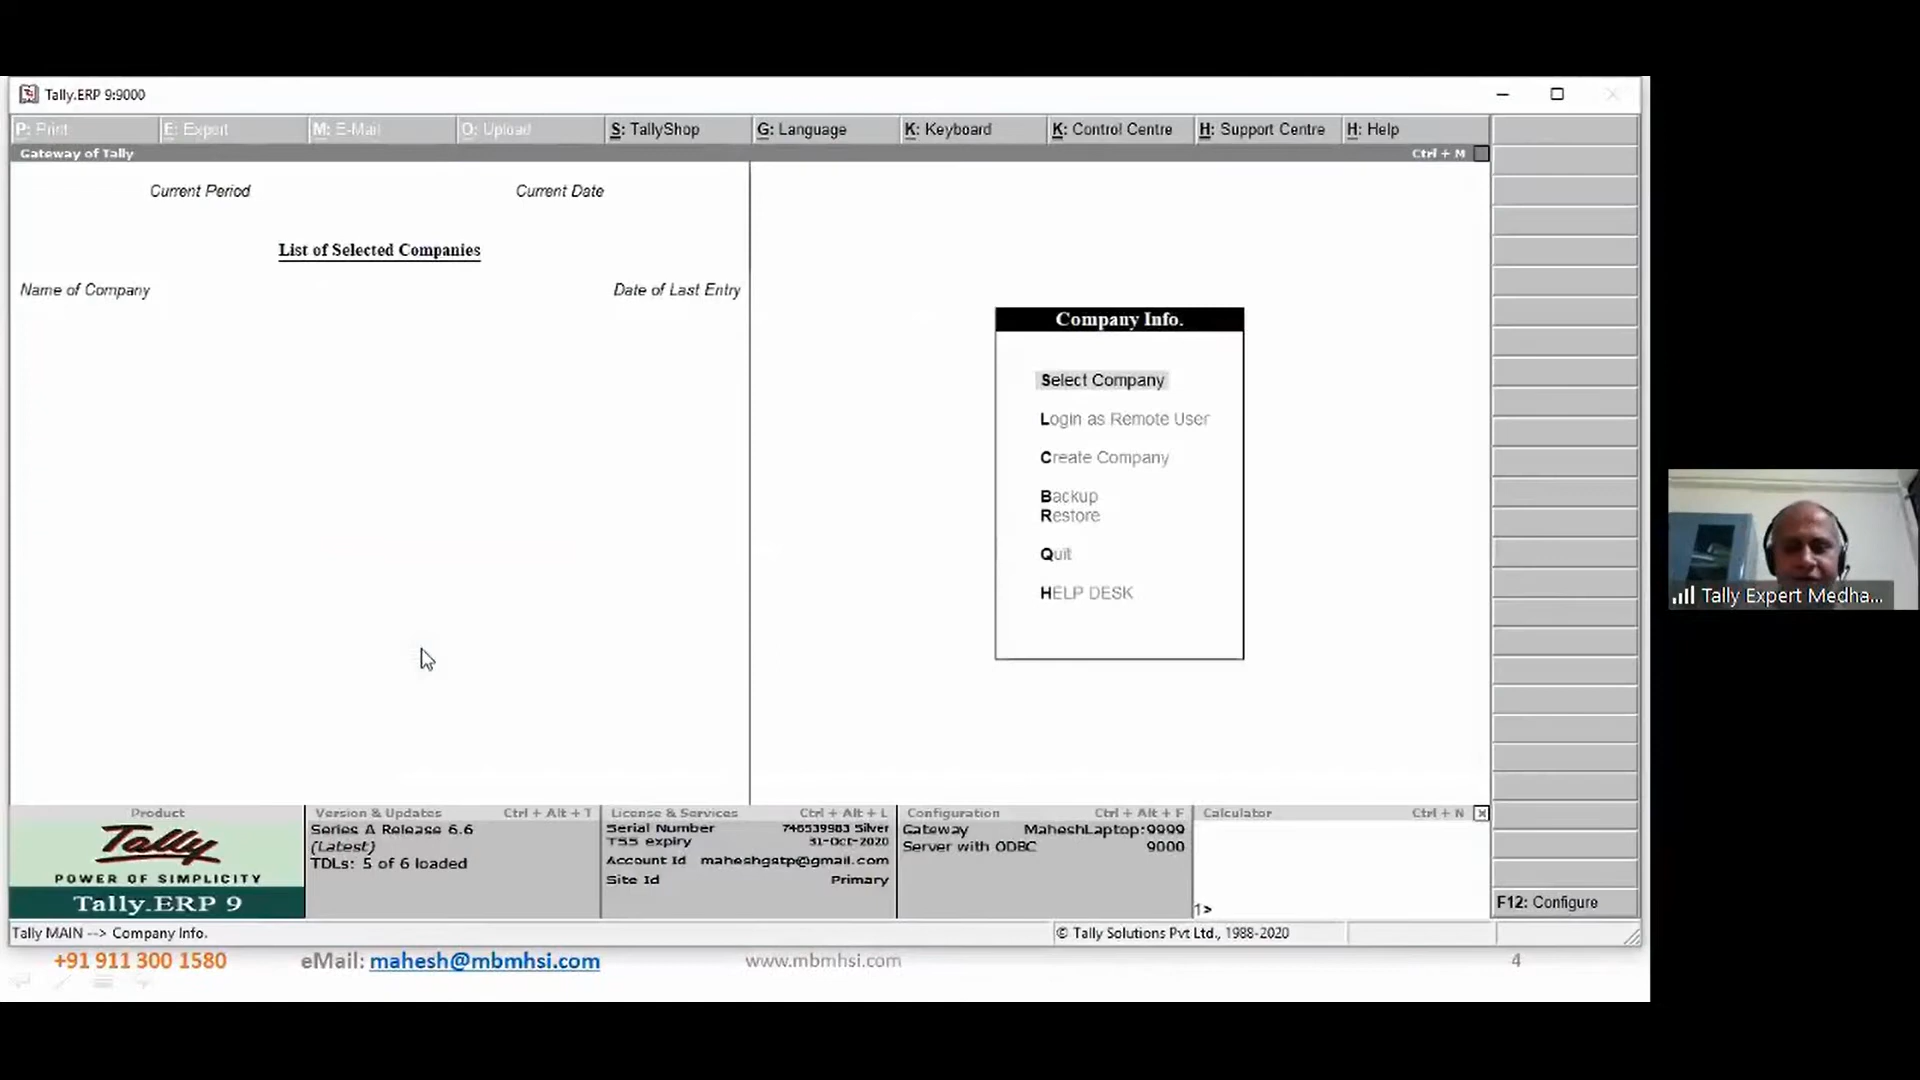 Tally.ERP 9:9000
P: Print E: Export M: E-Mail O: Upload S: TallyShop G: Language K: Keyboard K: Control Centre H: Support Centre H: Help
Gateway of Tally Ctrl + M
Current Period Current Date
List of Selected Companies
Name of Company Date of Last Entry
Company Info.
Select Company
Login as Remote User
Create Company
Backup
Restore
Quit
HELP DESK
Tally Expert Medha...
Product
Tally
POWER OF SIMPLICITY
Tally.ERP 9
Version & Updates Ctrl + Alt + T
Series A Release 6.6
(Latest)
TDLs: 5 of 6 loaded
License & Services Ctrl + Alt + L
Serial Number 746539983 Silver
TSS expiry 31-Oct-2020
Account Id maheshgstp@gmail.com
Site Id Primary
Configuration Ctrl + Alt + F
Gateway MaheshLaptop:9999
Server with ODBC 9000
Calculator Ctrl + N
1>
F12: Configure
Tally MAIN --> Company Info. © Tally Solutions Pvt Ltd., 1988-2020
+91 911 300 1580 eMail: mahesh@mbmhsi.com www.mbmhsi.com 4